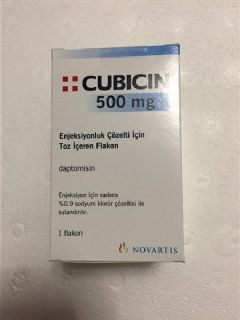 CUBICIN
500 mg
Enjeksiyonluk Çözelti İçin
Toz İçeren Flakon
daptomisin
Enjeksiyon için sadece
%0.9 sodyum klorür çözeltisi ile
sulandırılır.
1 flakon
NOVARTIS